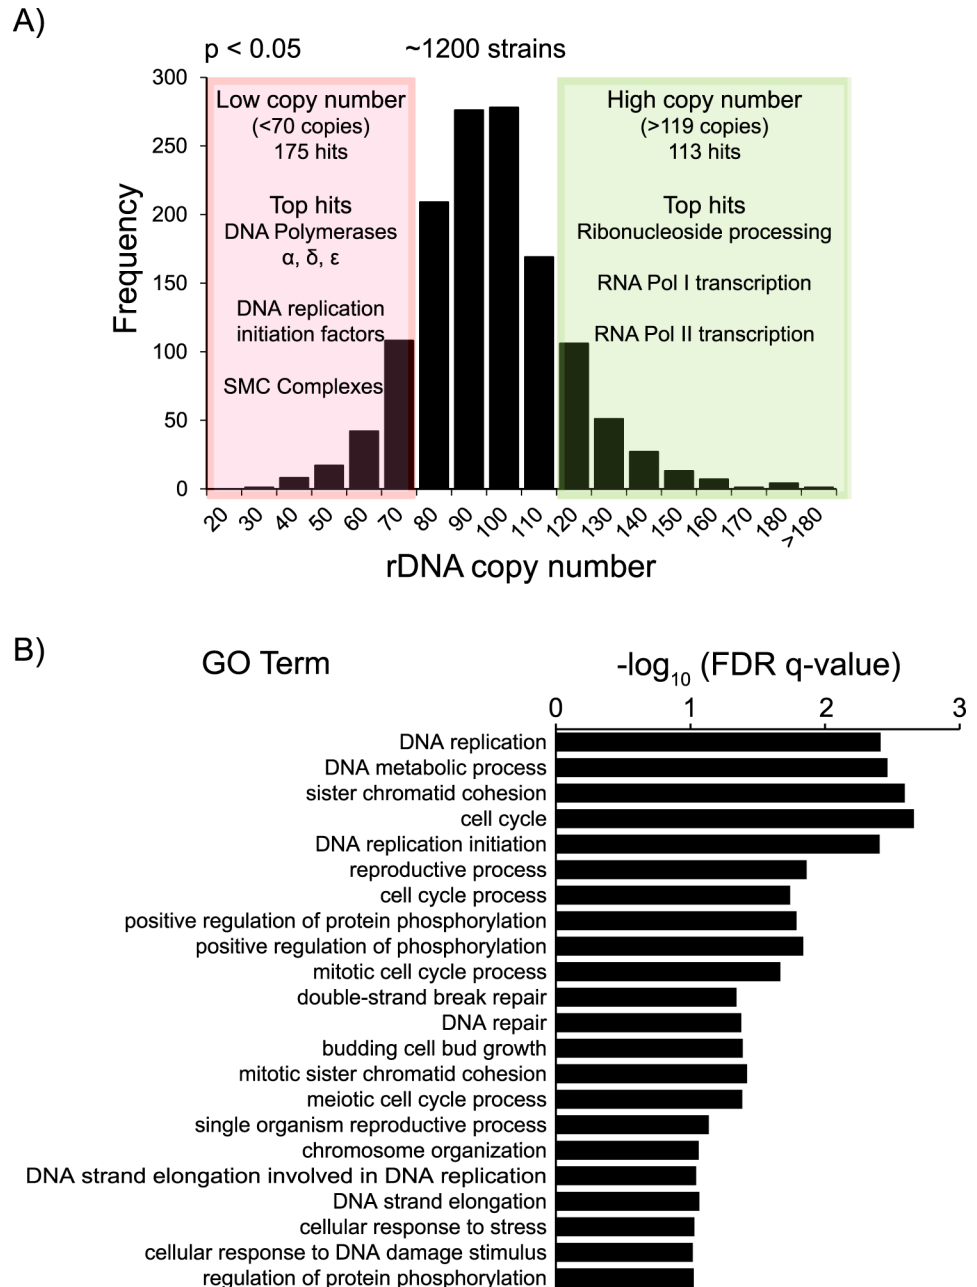 A)
p < 0.05
~1200 strains
Frequency
300
250
200
150
100
50
0
Low copy number
(<70 copies)
175 hits
Top hits
DNA Polymerases
α, δ, ε
DNA replication
initiation factors
SMC Complexes
High copy number
(>119 copies)
113 hits
Top hits
Ribonucleoside processing
RNA Pol I transcription
RNA Pol II transcription
20 30 40 50 60 70 80 90 100 110 120 130 140 150 160 170 180 >180
rDNA copy number
B)
GO Term
-log10 (FDR q-value)
0 1 2 3
DNA replication
DNA metabolic process
sister chromatid cohesion
cell cycle
DNA replication initiation
reproductive process
cell cycle process
positive regulation of protein phosphorylation
positive regulation of phosphorylation
mitotic cell cycle process
double-strand break repair
DNA repair
budding cell bud growth
mitotic sister chromatid cohesion
meiotic cell cycle process
single organism reproductive process
chromosome organization
DNA strand elongation involved in DNA replication
DNA strand elongation
cellular response to stress
cellular response to DNA damage stimulus
regulation of protein phosphorylation